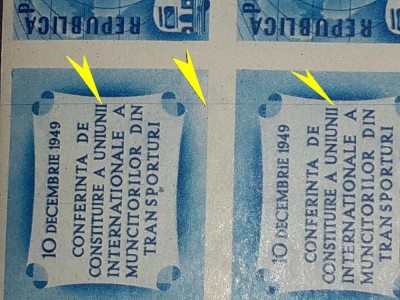 REPUBLICA P
REPUBLICA P
10 DECEMBRIE 1949
CONFERINTA DE
CONSTITUIRE A UNIUNII
INTERNATIONALE A
MUNCITORILOR DIN
TRANSPORTURI
10 DECEMBRIE 1949
CONFERINTA DE
CONSTITUIRE A UNIUNII
INTERNATIONALE A
MUNCITORILOR DIN
TRANSPORTURI